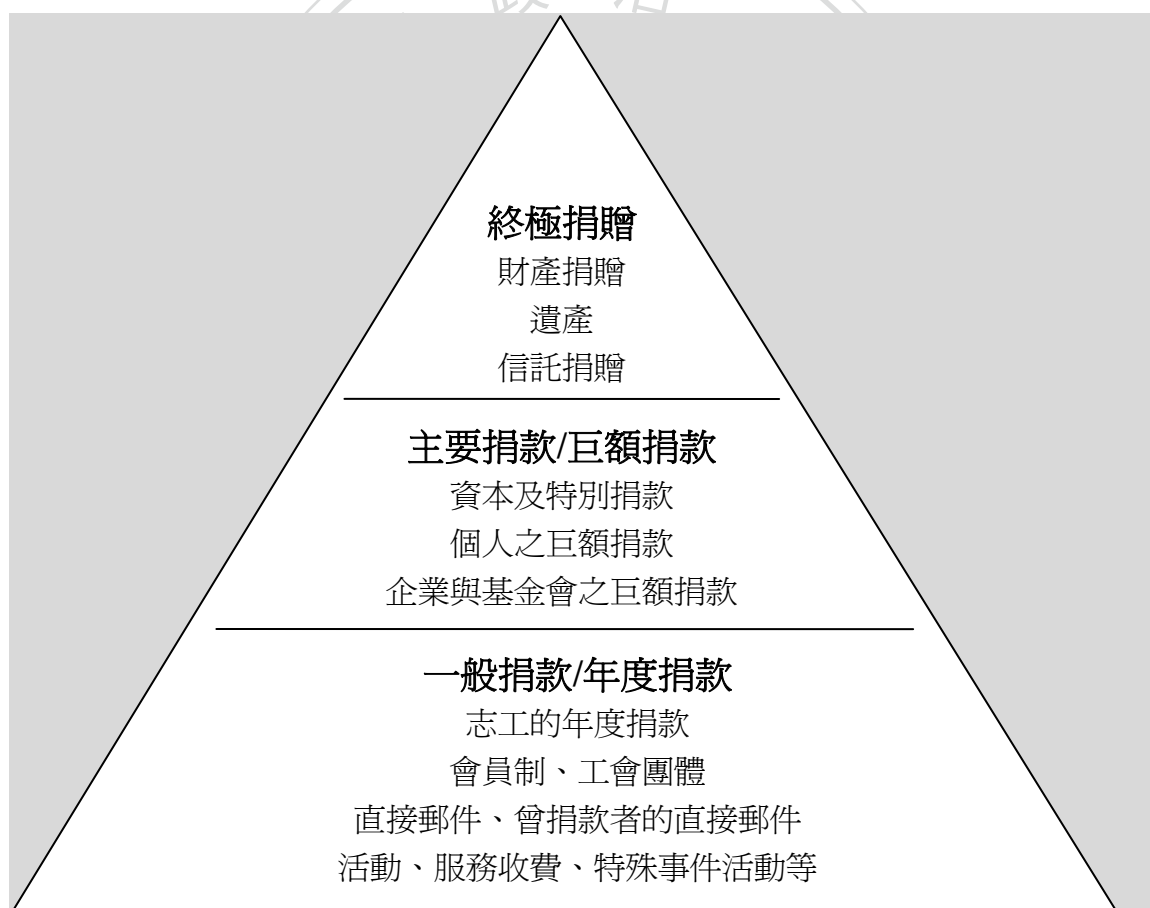 政治
終極捐贈
財產捐贈
遺產
信託捐贈
主要捐款/巨額捐款
資本及特別捐款
個人之巨額捐款
企業與基金會之巨額捐款
一般捐款/年度捐款
志工的年度捐款
會員制、工會團體
直接郵件、曾捐款者的直接郵件
活動、服務收費、特殊事件活動等